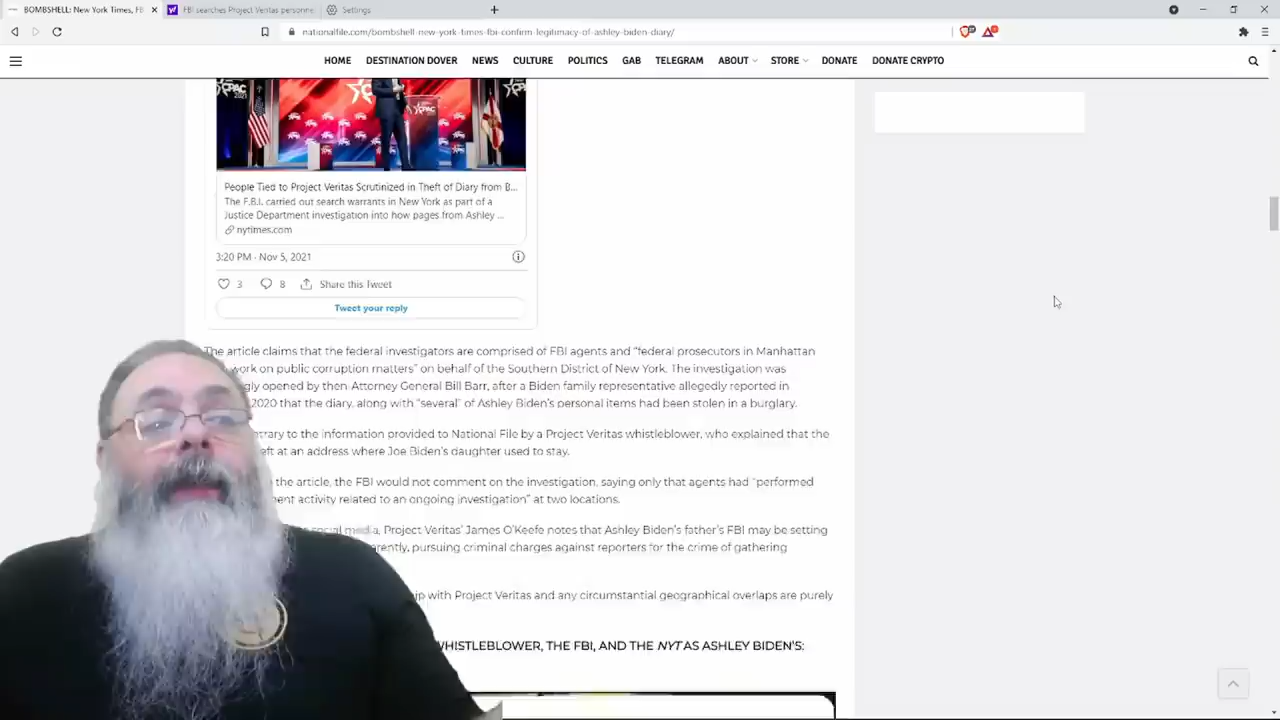 BOMBSHELL: New York Times, FB
FBI searches Project Veritas personne
Settings
nationalfile.com/bombshell-new-york-times-fbi-confirm-legitimacy-of-ashley-biden-diary/
HOME DESTINATION DOVER NEWS CULTURE POLITICS GAB TELEGRAM ABOUT STORE DONATE DONATE CRYPTO
CPAC
People Tied to Project Veritas Scrutinized in Theft of Diary from B...
The F.B.I. carried out search warrants in New York as part of a
Justice Department investigation into how pages from Ashley ...
nytimes.com
3:20 PM · Nov 5, 2021
3 8 Share this Tweet
Tweet your reply
The article claims that the federal investigators are comprised of FBI agents and “federal prosecutors in Manhattan
work on public corruption matters” on behalf of the Southern District of New York. The investigation was
gly opened by then Attorney General Bill Barr, after a Biden family representative allegedly reported in
2020 that the diary, along with “several” of Ashley Biden’s personal items had been stolen in a burglary.
trary to the information provided to National File by a Project Veritas whistleblower, who explained that the
eft at an address where Joe Biden’s daughter used to stay.
the article, the FBI would not comment on the investigation, saying only that agents had “performed
ent activity related to an ongoing investigation” at two locations.
social media, Project Veritas’ James O’Keefe notes that Ashley Biden’s father’s FBI may be setting
rently, pursuing criminal charges against reporters for the crime of gathering
ip with Project Veritas and any circumstantial geographical overlaps are purely
WHISTLEBLOWER, THE FBI, AND THE NYT AS ASHLEY BIDEN’S: